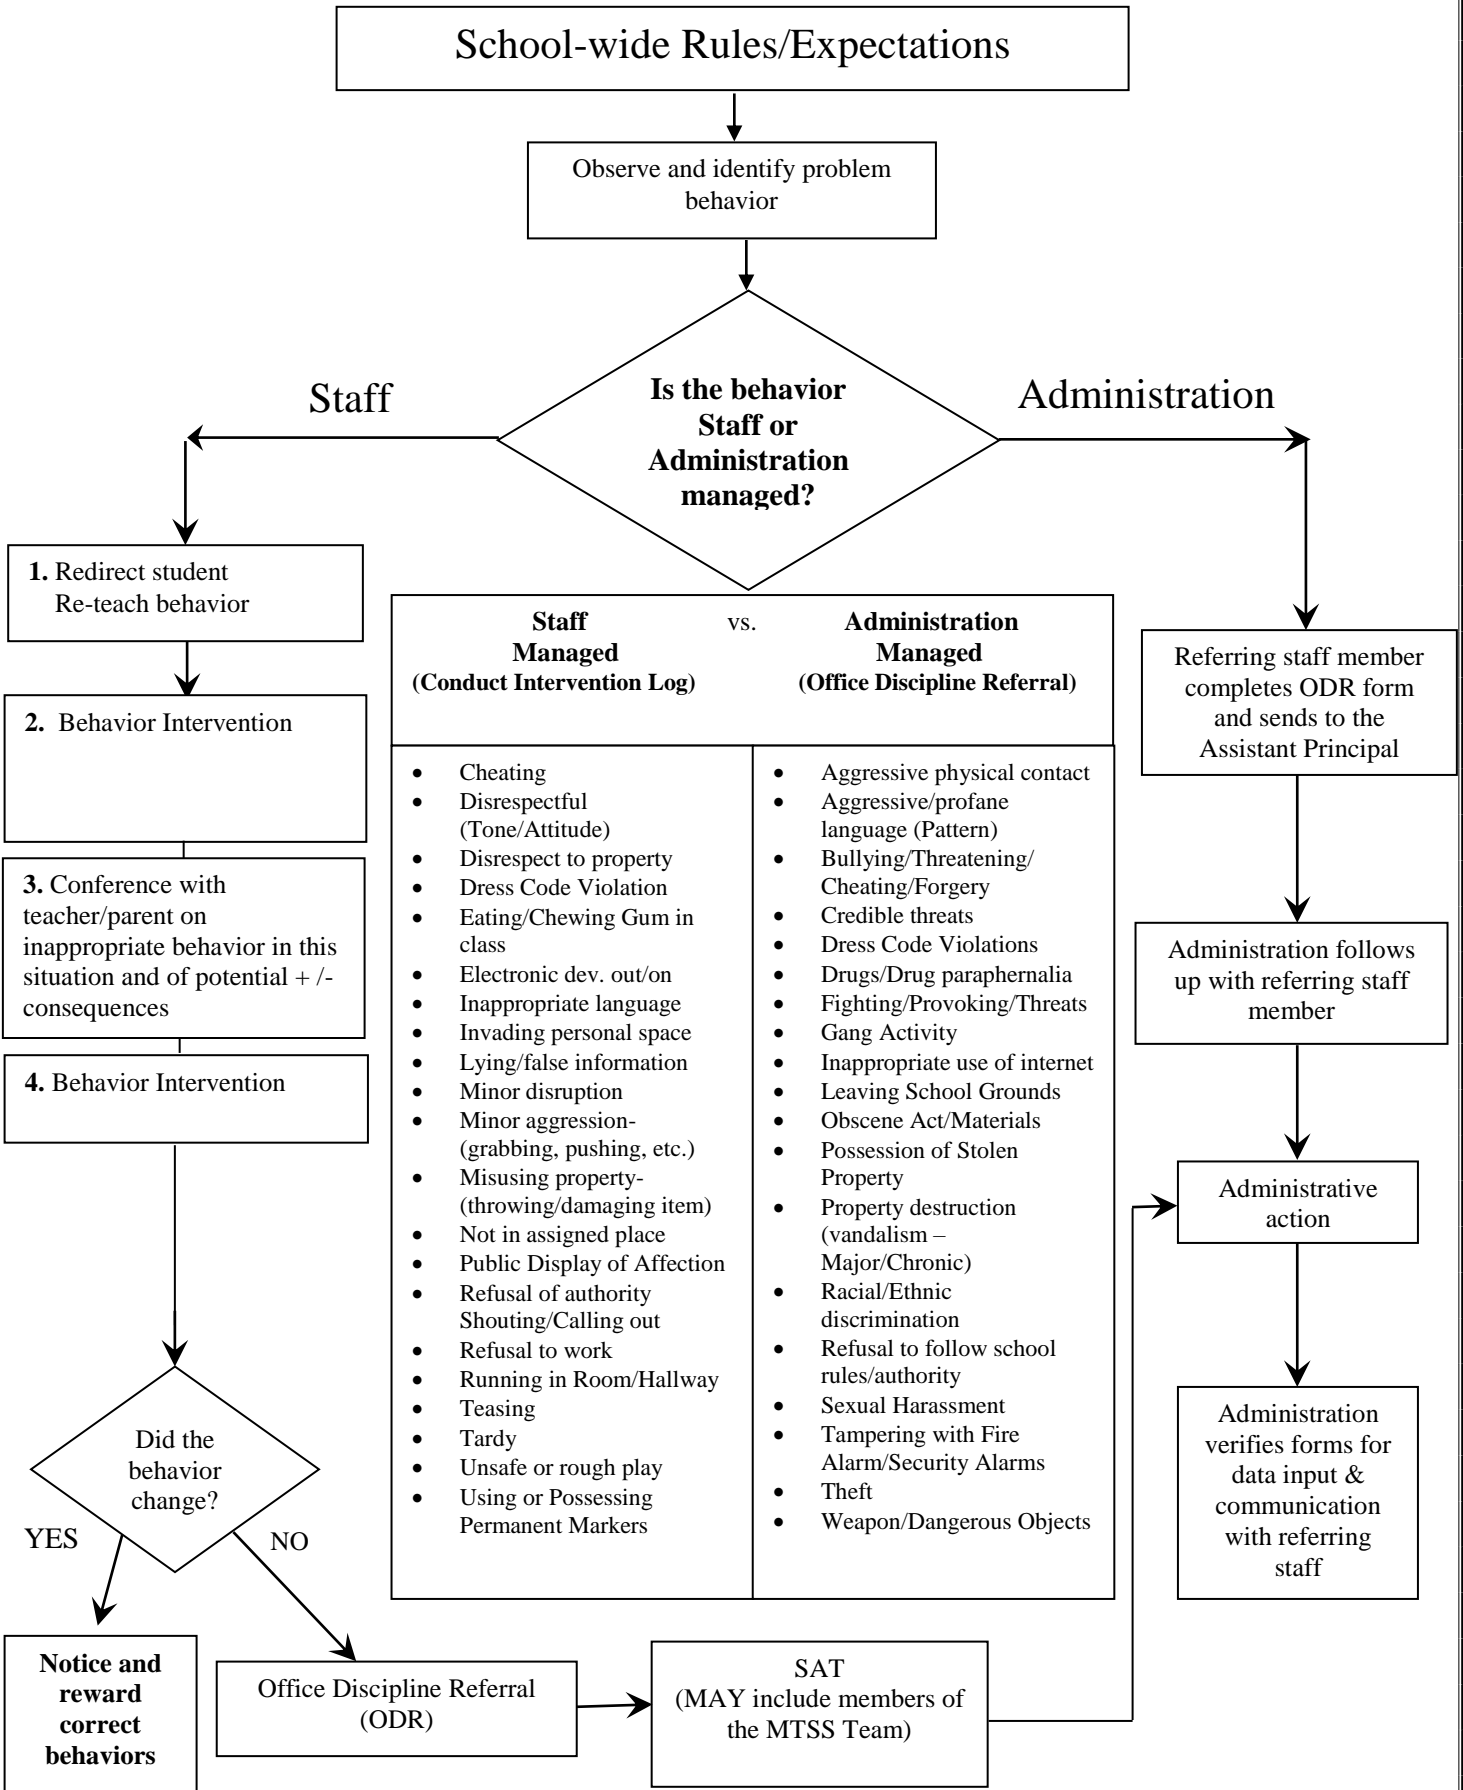 School-wide Rules/Expectations
Observe and identify problem
behavior
Is the behavior
Staff or
Administration
managed?
Staff
Administration
1. Redirect student
Re-teach behavior
2. Behavior Intervention
3. Conference with
teacher/parent on
inappropriate behavior in this
situation and of potential + /-
consequences
4. Behavior Intervention
Did the
behavior
change?
YES
NO
Notice and
reward
correct
behaviors
Office Discipline Referral
(ODR)
SAT
(MAY include members of
the MTSS Team)
Staff vs. Administration
Managed Managed
(Conduct Intervention Log) (Office Discipline Referral)
• Cheating
• Disrespectful
(Tone/Attitude)
• Disrespect to property
• Dress Code Violation
• Eating/Chewing Gum in
class
• Electronic dev. out/on
• Inappropriate language
• Invading personal space
• Lying/false information
• Minor disruption
• Minor aggression-
(grabbing, pushing, etc.)
• Misusing property-
(throwing/damaging item)
• Not in assigned place
• Public Display of Affection
• Refusal of authority
Shouting/Calling out
• Refusal to work
• Running in Room/Hallway
• Teasing
• Tardy
• Unsafe or rough play
• Using or Possessing
Permanent Markers
• Aggressive physical contact
• Aggressive/profane
language (Pattern)
• Bullying/Threatening/
Cheating/Forgery
• Credible threats
• Dress Code Violations
• Drugs/Drug paraphernalia
• Fighting/Provoking/Threats
• Gang Activity
• Inappropriate use of internet
• Leaving School Grounds
• Obscene Act/Materials
• Possession of Stolen
Property
• Property destruction
(vandalism –
Major/Chronic)
• Racial/Ethnic
discrimination
• Refusal to follow school
rules/authority
• Sexual Harassment
• Tampering with Fire
Alarm/Security Alarms
• Theft
• Weapon/Dangerous Objects
Referring staff member
completes ODR form
and sends to the
Assistant Principal
Administration follows
up with referring staff
member
Administrative
action
Administration
verifies forms for
data input &
communication
with referring
staff